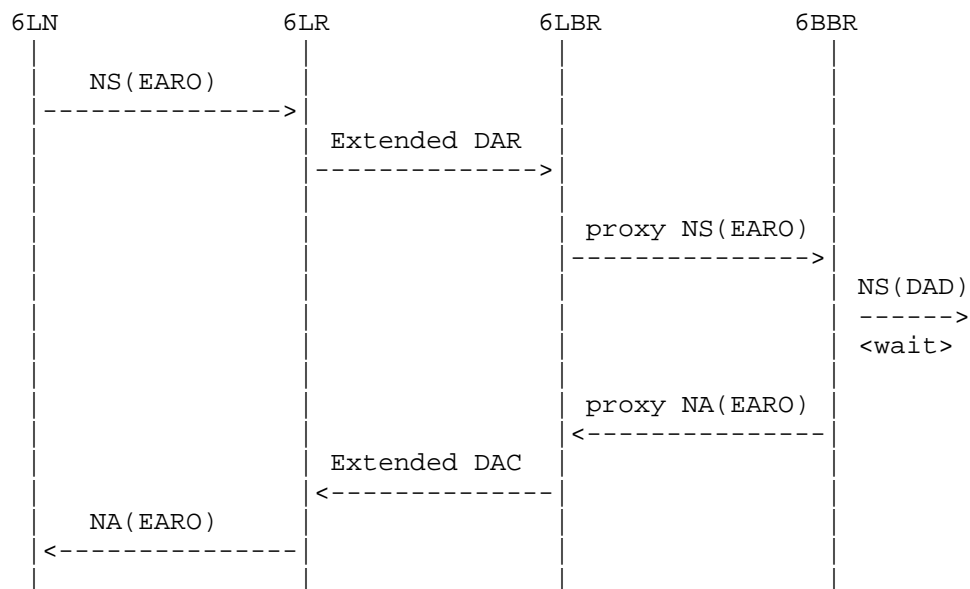 6LN 6LR 6LBR 6BBR
NS(EARO)
--------------->
Extended DAR
-------------->
proxy NS(EARO)
--------------->
NS(DAD)
------>
<wait>
proxy NA(EARO)
<---------------
Extended DAC
<--------------
NA(EARO)
<---------------